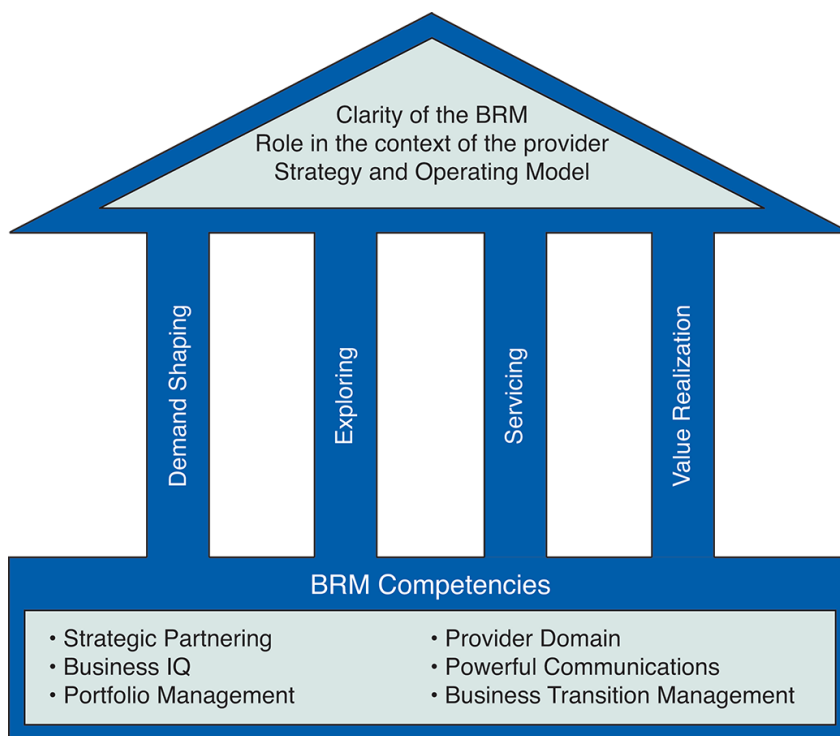 Clarity of the BRM
Role in the context of the provider
Strategy and Operating Model
Demand Shaping
Exploring
Servicing
Value Realization
BRM Competencies
• Strategic Partnering
• Business IQ
• Portfolio Management
• Provider Domain
• Powerful Communications
• Business Transition Management